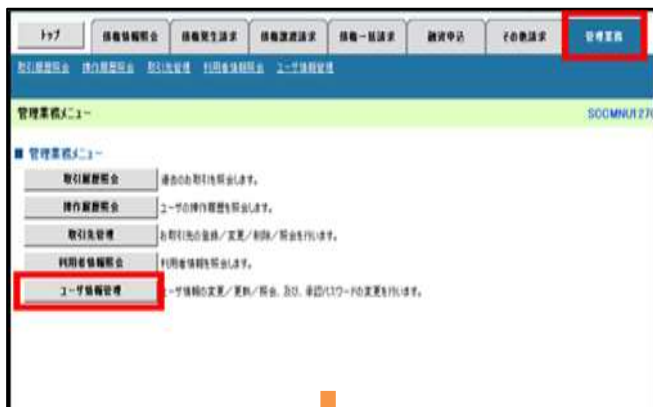 トップ 債権情報照会 債権発生請求 債権譲渡請求 債権一括請求 融資申込 その他請求 管理業務
取引履歴照会 操作履歴照会 取引先管理 利用者情報照会 ユーザ情報管理
管理業務メニュー SCCMNU1270
■ 管理業務メニュー
取引履歴照会 過去のお取引を照会します。
操作履歴照会 ユーザの操作履歴を照会します。
取引先管理 お取引先の登録／変更／削除／照会を行います。
利用者情報照会 利用者情報を照会します。
ユーザ情報管理 ユーザ情報の変更／更新／照会、及び、承認パスワードの変更を行います。